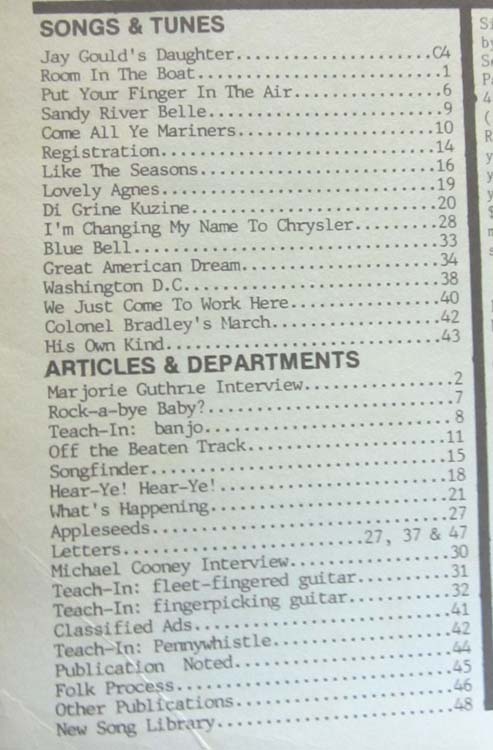 SONGS & TUNES
Jay Gould's Daughter......................C4
Room In The Boat..........................1
Put Your Finger In The Air................6
Sandy River Belle.........................9
Come All Ye Mariners.....................10
Registration.............................14
Like The Seasons.........................16
Lovely Agnes.............................19
Di Grine Kuzine..........................20
I'm Changing My Name To Chrysler.........28
Blue Bell................................33
Great American Dream.....................34
Washington D.C...........................38
We Just Come To Work Here................40
Colonel Bradley's March..................42
His Own Kind.............................43
ARTICLES & DEPARTMENTS
Marjorie Guthrie Interview................2
Rock-a-bye Baby?..........................7
Teach-In: banjo...........................8
Off the Beaten Track.....................11
Songfinder...............................15
Hear-Ye! Hear-Ye!........................18
What's Happening.........................21
Appleseeds...............................27
Letters........................27, 37 & 47
Michael Cooney Interview.................30
Teach-In: fleet-fingered guitar..........31
Teach-In: fingerpicking guitar...........32
Classified Ads...........................41
Teach-In: Pennywhistle...................42
Publication Noted........................44
Folk Process.............................45
Other Publications.......................46
New Song Library.........................48